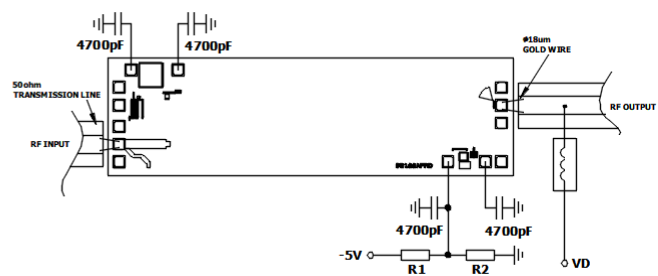 4700pF
4700pF
ø18um
GOLD WIRE
50ohm
TRANSMISSION LINE
RF INPUT
RF OUTPUT
4700pF
4700pF
-5V
R1
R2
VD